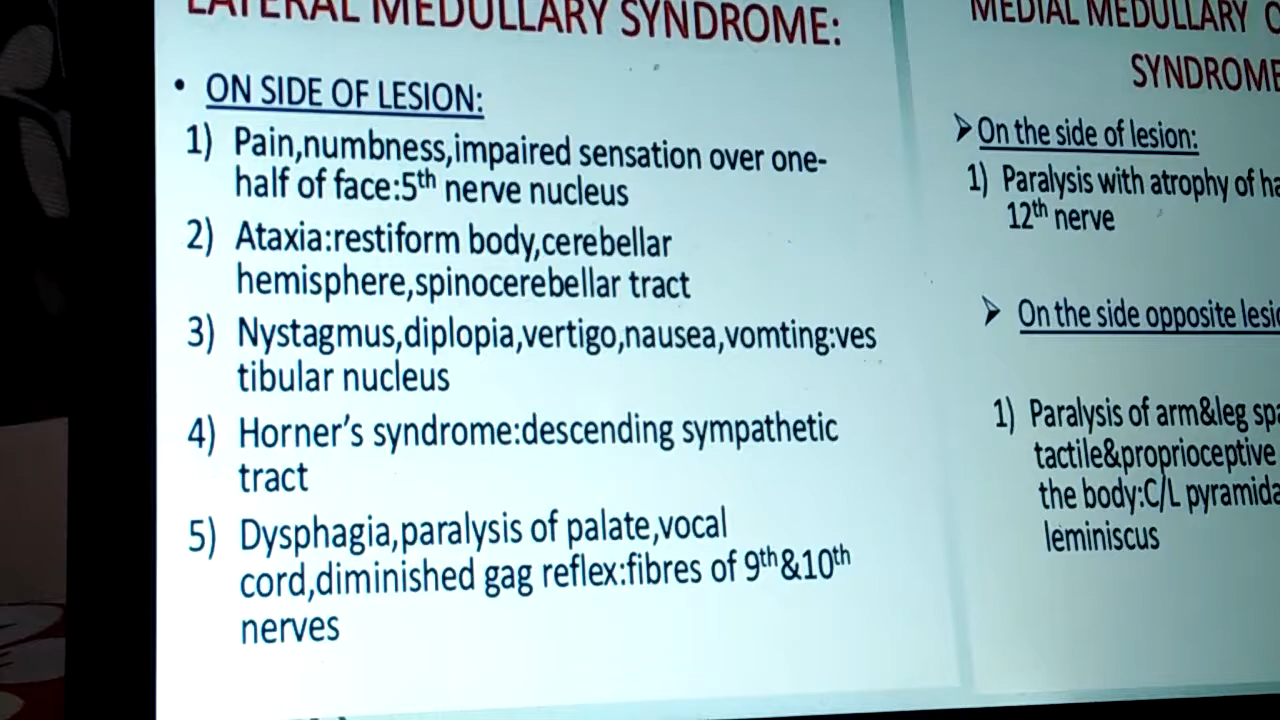 LATERAL MEDULLARY SYNDROME:
• ON SIDE OF LESION:
1) Pain,numbness,impaired sensation over one-
half of face:5th nerve nucleus
2) Ataxia:restiform body,cerebellar
hemisphere,spinocerebellar tract
3) Nystagmus,diplopia,vertigo,nausea,vomting:ves
tibular nucleus
4) Horner's syndrome:descending sympathetic
tract
5) Dysphagia,paralysis of palate,vocal
cord,diminished gag reflex:fibres of 9th&10th
nerves
MEDIAL MEDULLARY
SYNDROME
On the side of lesion:
1) Paralysis with atrophy of
12th nerve
On the side opposite
1) Paralysis of arm&leg
tactile&proprioceptive
the body:C/L
leminiscus